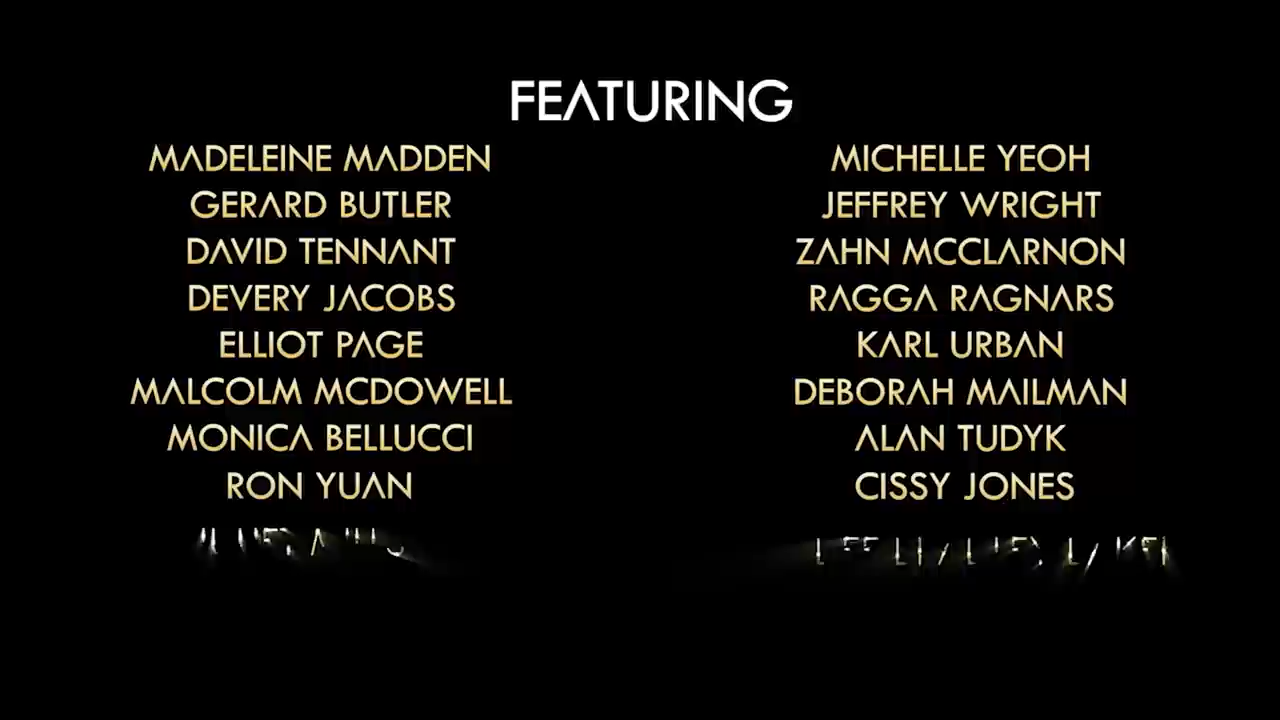 FEATURING
MADELEINE MADDEN
GERARD BUTLER
DAVID TENNANT
DEVERY JACOBS
ELLIOT PAGE
MALCOLM MCDOWELL
MONICA BELLUCCI
RON YUAN
MICHELLE YEOH
JEFFREY WRIGHT
ZAHN MCCLARNON
RAGGA RAGNARS
KARL URBAN
DEBORAH MAILMAN
ALAN TUDYK
CISSY JONES